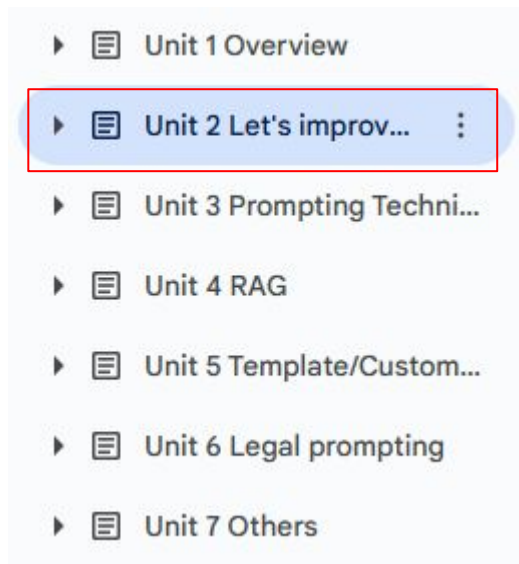 Unit 1 Overview
Unit 2 Let's improv...
Unit 3 Prompting Techni...
Unit 4 RAG
Unit 5 Template/Custom...
Unit 6 Legal prompting
Unit 7 Others